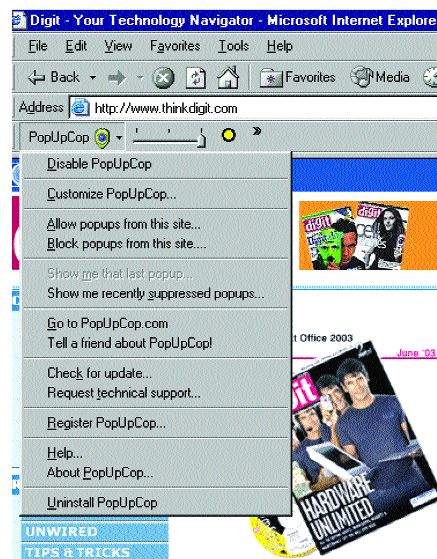 Digit - Your Technology Navigator - Microsoft Internet Explore
File Edit View Favorites Tools Help
Back Favorites Media
Address http://www.thinkdigit.com
PopUpCop »
Disable PopUpCop
Customize PopUpCop...
Allow popups from this site...
Block popups from this site....
Show me that last popup...
Show me recently suppressed popups...
Go to PopUpCop.com
Tell a friend about PopUpCop!
Check for update...
Request technical support...
Register PopUpCop...
Help...
About PopUpCop...
Uninstall PopUpCop
digit
t Office 2003
June '03
HARDWARE
UNLIMITED
UNWIRED
TIPS & TRICKS